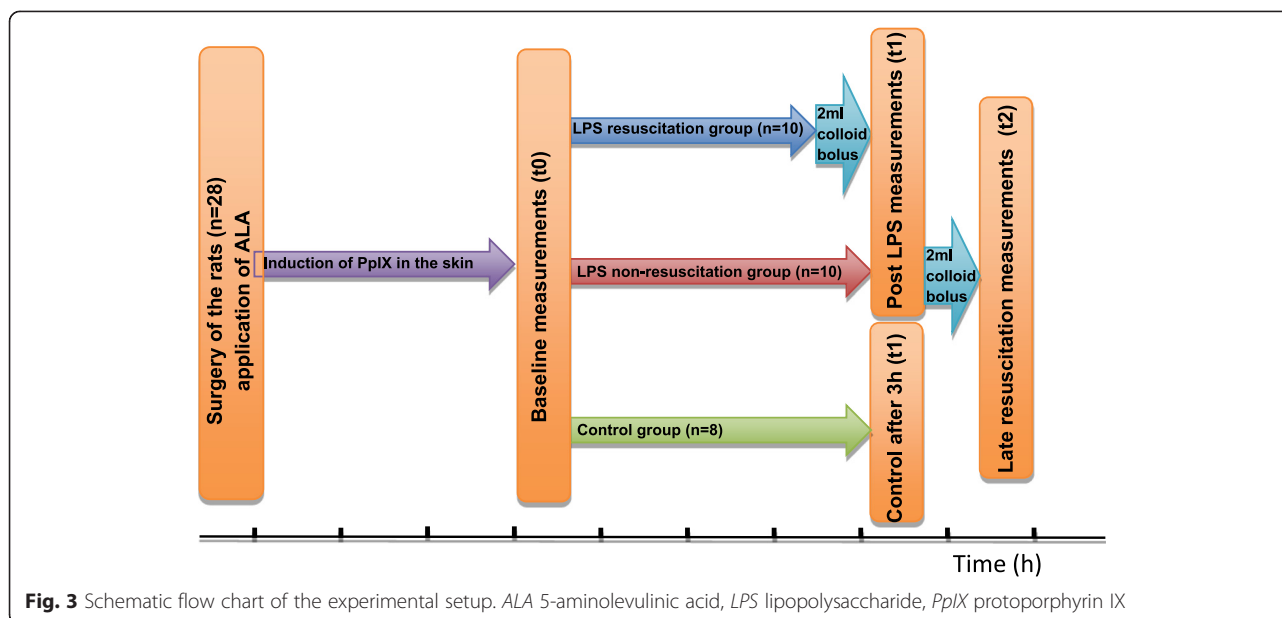 Surgery of the rats (n=28)
application of ALA
Induction of PpIX in the skin
Baseline measurements (t0)
LPS resuscitation group (n=10)
2ml
colloid
bolus
LPS non-resuscitation group (n=10)
Control group (n=8)
Post LPS measurements (t1)
Control after 3h (t1)
2ml
colloid
bolus
Late resuscitation measurements (t2)
Time (h)
Fig. 3 Schematic flow chart of the experimental setup. ALA 5-aminolevulinic acid, LPS lipopolysaccharide, PpIX protoporphyrin IX